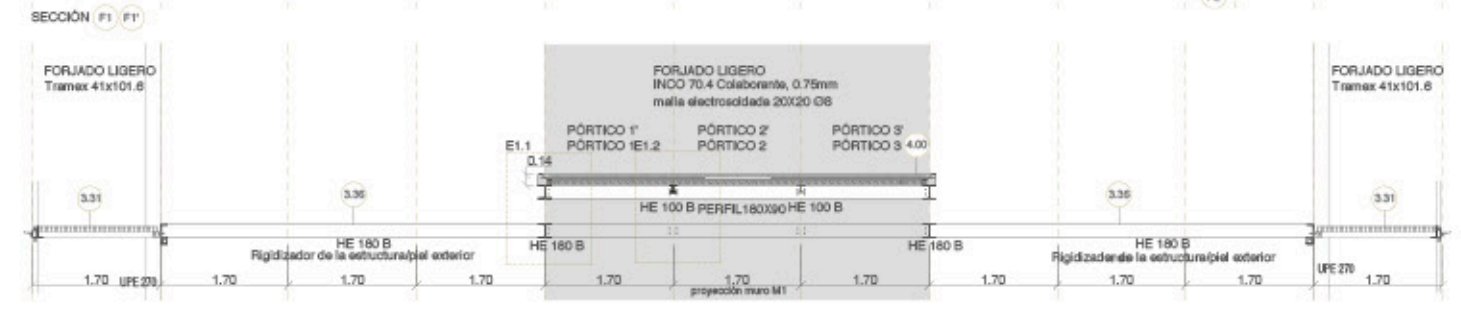 SECCIÓN F1 F1'
FORJADO LIGERO
Tramex 41x101.6
FORJADO LIGERO
INCO 70.4 Colaborante, 0.75mm
malla electrosoldada 20X20 Ø8
FORJADO LIGERO
Tramex 41x101.6
PÓRTICO 1' PÓRTICO 2' PÓRTICO 3'
E1.1 PÓRTICO 1 E1.2 PÓRTICO 2 PÓRTICO 3 4.00
0.14
3.31 3.36 3.36 3.31
HE 100 B PERFIL180X90 HE 100 B
HE 180 B HE 180 B HE 180 B HE 180 B
Rigidizador de la estructura/piel exterior Rigidizador de la estructura/piel exterior
UPE 270 UPE 270
1.70 1.70 1.70 1.70 1.70 1.70 1.70 1.70 1.70 1.70 1.70
proyección muro M1